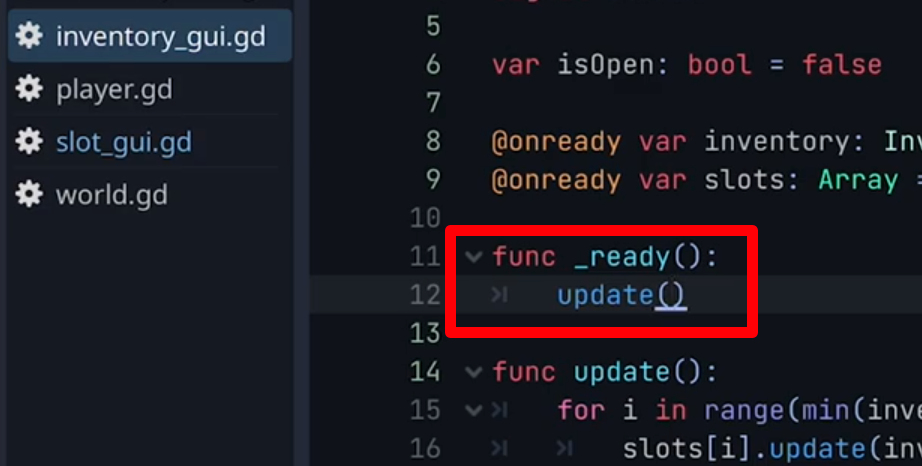 inventory_gui.gd
player.gd
slot_gui.gd
world.gd
5
6 var isOpen: bool = false
7
8 @onready var inventory: Inv
9 @onready var slots: Array =
10
11 func _ready():
12 update()
13
14 func update():
15 for i in range(min(inve
16 slots[i].update(inv